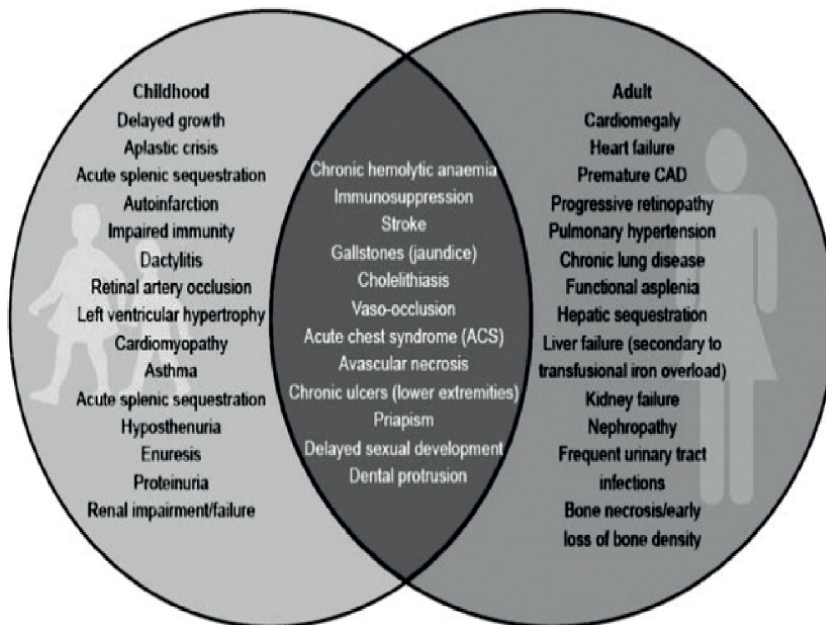 Childhood
Delayed growth
Aplastic crisis
Acute splenic sequestration
Autoinfarction
Impaired immunity
Dactylitis
Retinal artery occlusion
Left ventricular hypertrophy
Cardiomyopathy
Asthma
Acute splenic sequestration
Hyposthenuria
Enuresis
Proteinuria
Renal impairment/failure
Chronic hemolytic anaemia
Immunosuppression
Stroke
Gallstones (jaundice)
Cholelithiasis
Vaso-occlusion
Acute chest syndrome (ACS)
Avascular necrosis
Chronic ulcers (lower extremities)
Priapism
Delayed sexual development
Dental protrusion
Adult
Cardiomegaly
Heart failure
Premature CAD
Progressive retinopathy
Pulmonary hypertension
Chronic lung disease
Functional asplenia
Hepatic sequestration
Liver failure (secondary to
transfusional iron overload)
Kidney failure
Nephropathy
Frequent urinary tract
infections
Bone necrosis/early
loss of bone density